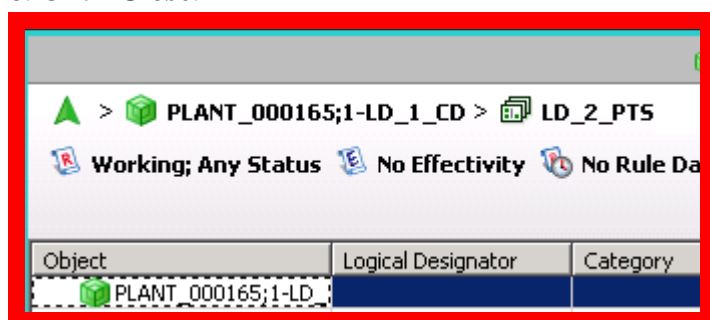 > PLANT_000165;1-LD_1_CD > LD_2_PTS
Working; Any Status No Effectivity No Rule Da
Object Logical Designator Category
PLANT_000165;1-LD_